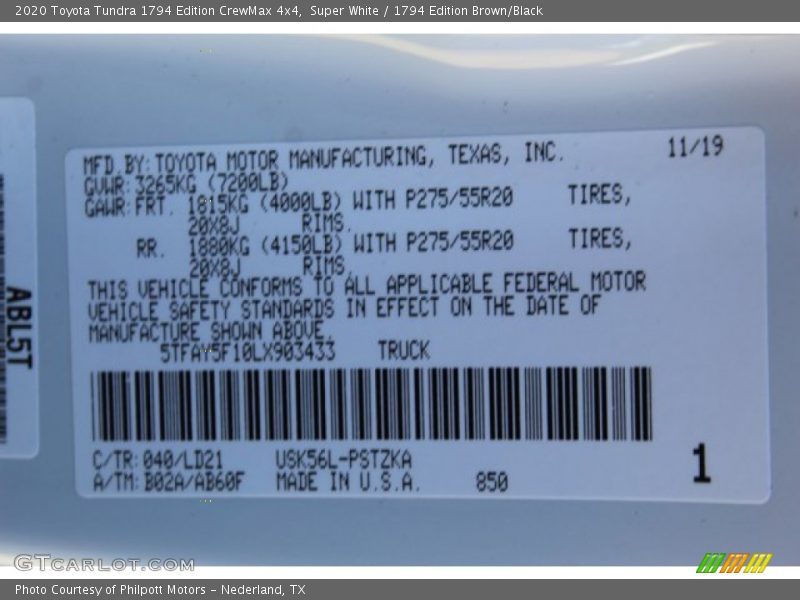 2020 Toyota Tundra 1794 Edition CrewMax 4x4, Super White / 1794 Edition Brown/Black
MFD.BY:TOYOTA MOTOR MANUFACTURING, TEXAS, INC. 11/19
GVWR:3265KG (7200LB)
GAWR:FRT. 1815KG (4000LB) WITH P275/55R20 TIRES,
20X8J RIMS.
RR. 1880KG (4150LB) WITH P275/55R20 TIRES,
20X8J RIMS.
THIS VEHICLE CONFORMS TO ALL APPLICABLE FEDERAL MOTOR
VEHICLE SAFETY STANDARDS IN EFFECT ON THE DATE OF
MANUFACTURE SHOWN ABOVE.
5TFAY5F10LX903433 TRUCK
C/TR:040/LD21 USK56L-PSTZKA
A/TM:B02A/AB60F MADE IN U.S.A. 850
1
ABL5T
GTCARLOT.COM
Photo Courtesy of Philpott Motors - Nederland, TX